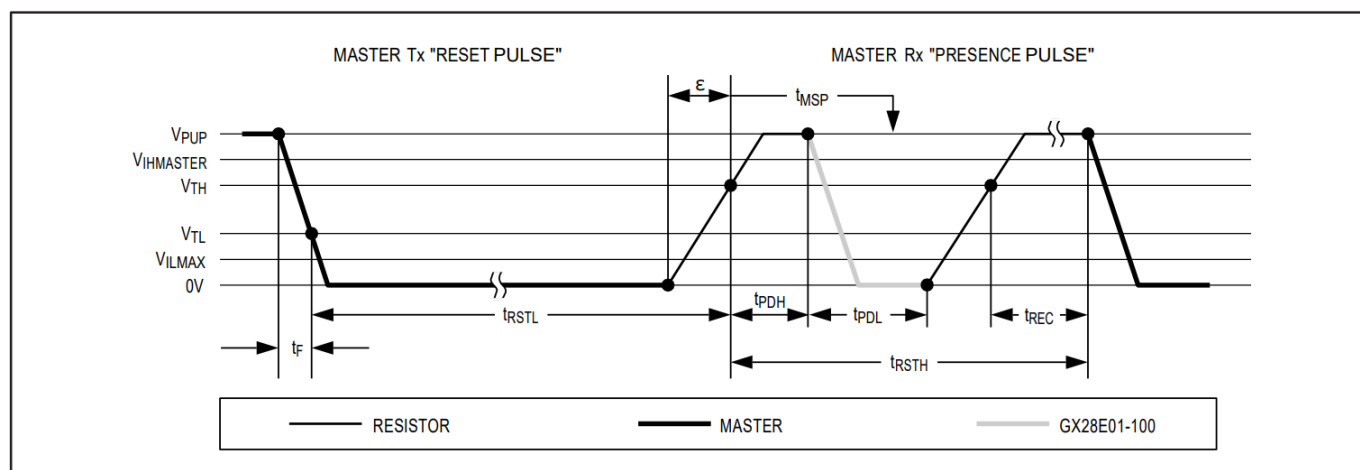 MASTER Tx "RESET PULSE" MASTER Rx "PRESENCE PULSE"
ε tMSP
VPUP
VIHMASTER
VTH
VTL
VILMAX
0V
tPDH
tRSTL tPDL tREC
tF tRSTH
RESISTOR MASTER GX28E01-100